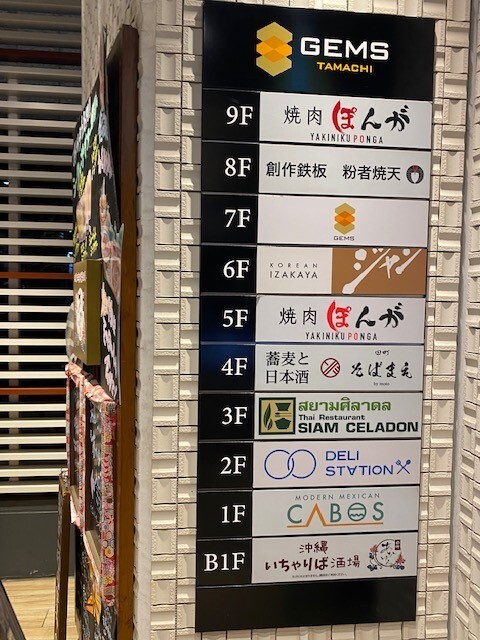 GEMS
TAMACHI
9F 焼肉 ぽんが
YAKINIKU PONGA
8F 創作鉄板 粉者焼天
7F GEMS
6F KOREAN
IZAKAYA
ジャン
5F 焼肉 ぽんが
YAKINIKU PONGA
4F 蕎麦と
日本酒
田町
そばまえ
3F สยามศิลาดล
Thai Restaurant
SIAM CELADON
2F DELI
STATION
MODERN MEXICAN
1F CABOS
B1F 沖縄
いちゃりば酒場